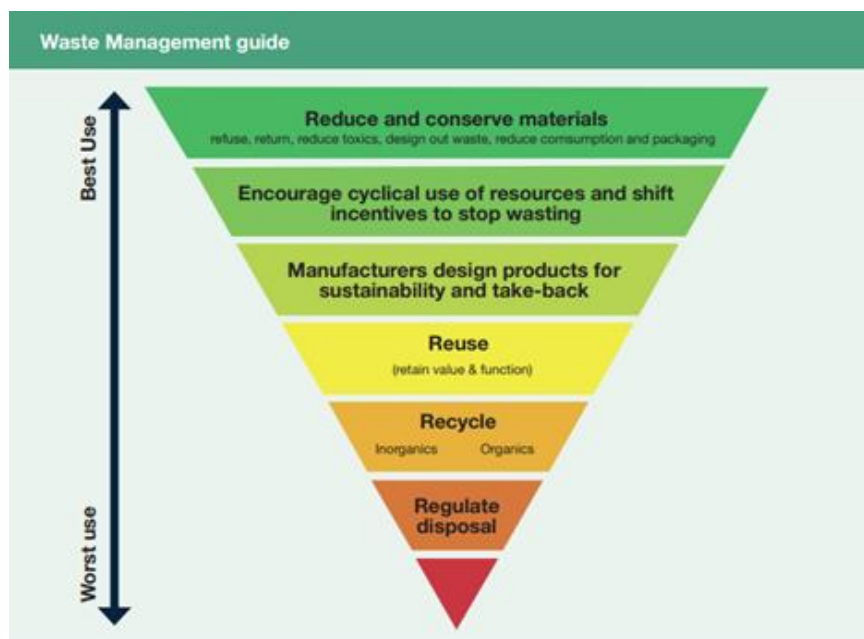 Waste Management guide
Best Use
Reduce and conserve materials
refuse, return, reduce toxics, design out waste, reduce comsumption and packaging
Encourage cyclical use of resources and shift
incentives to stop wasting
Manufacturers design products for
sustainability and take-back
Reuse
(retain value & function)
Recycle
Inorganics Organics
Regulate
disposal
Worst use